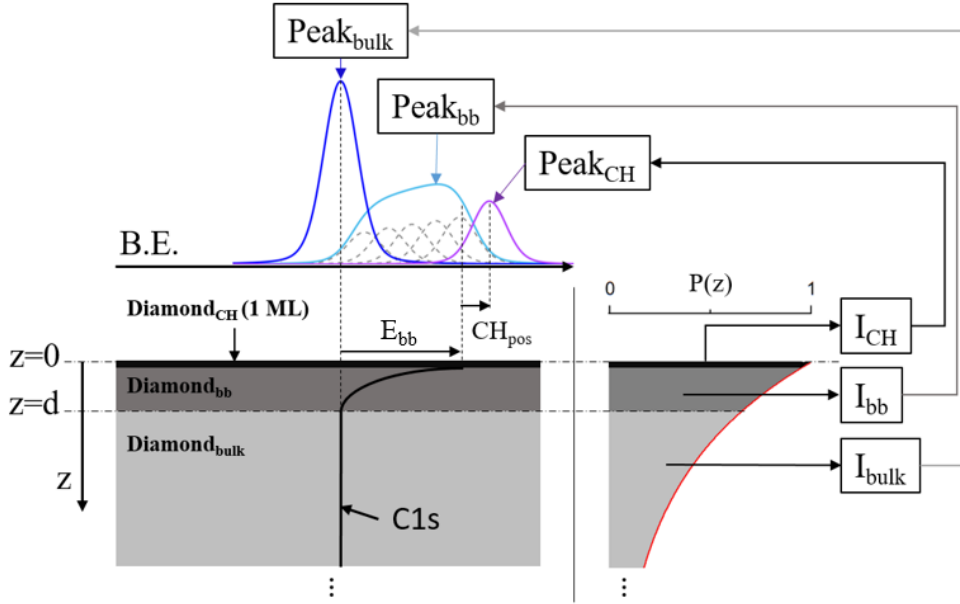 Peak_bulk
Peak_bb
Peak_CH
B.E.
Diamond_CH (1 ML)
E_bb
CH_pos
0 P(z) 1
I_CH
z=0
Diamond_bb
I_bb
z=d
Diamond_bulk
I_bulk
z
C1s
⋮ ⋮